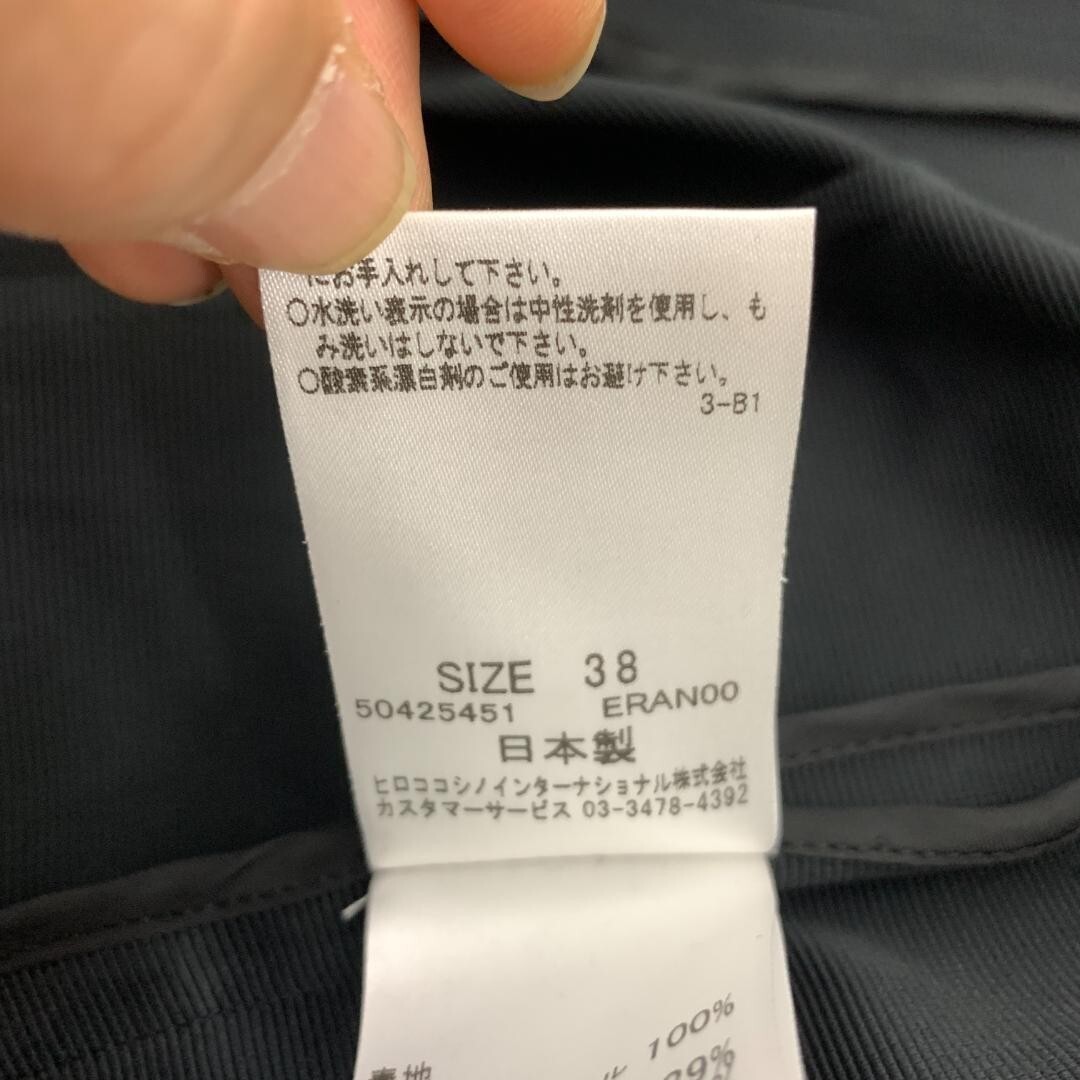 にお手入れして下さい。
○水洗い表示の場合は中性洗剤を使用し、も
み洗いはしないで下さい。
○酸素系漂白剤のご使用はお避け下さい。
3-B1
SIZE 38
50425451 ERAN00
日本製
ヒロココシノインターナショナル株式会社
カスタマーサービス 03-3478-4392
100%
表地